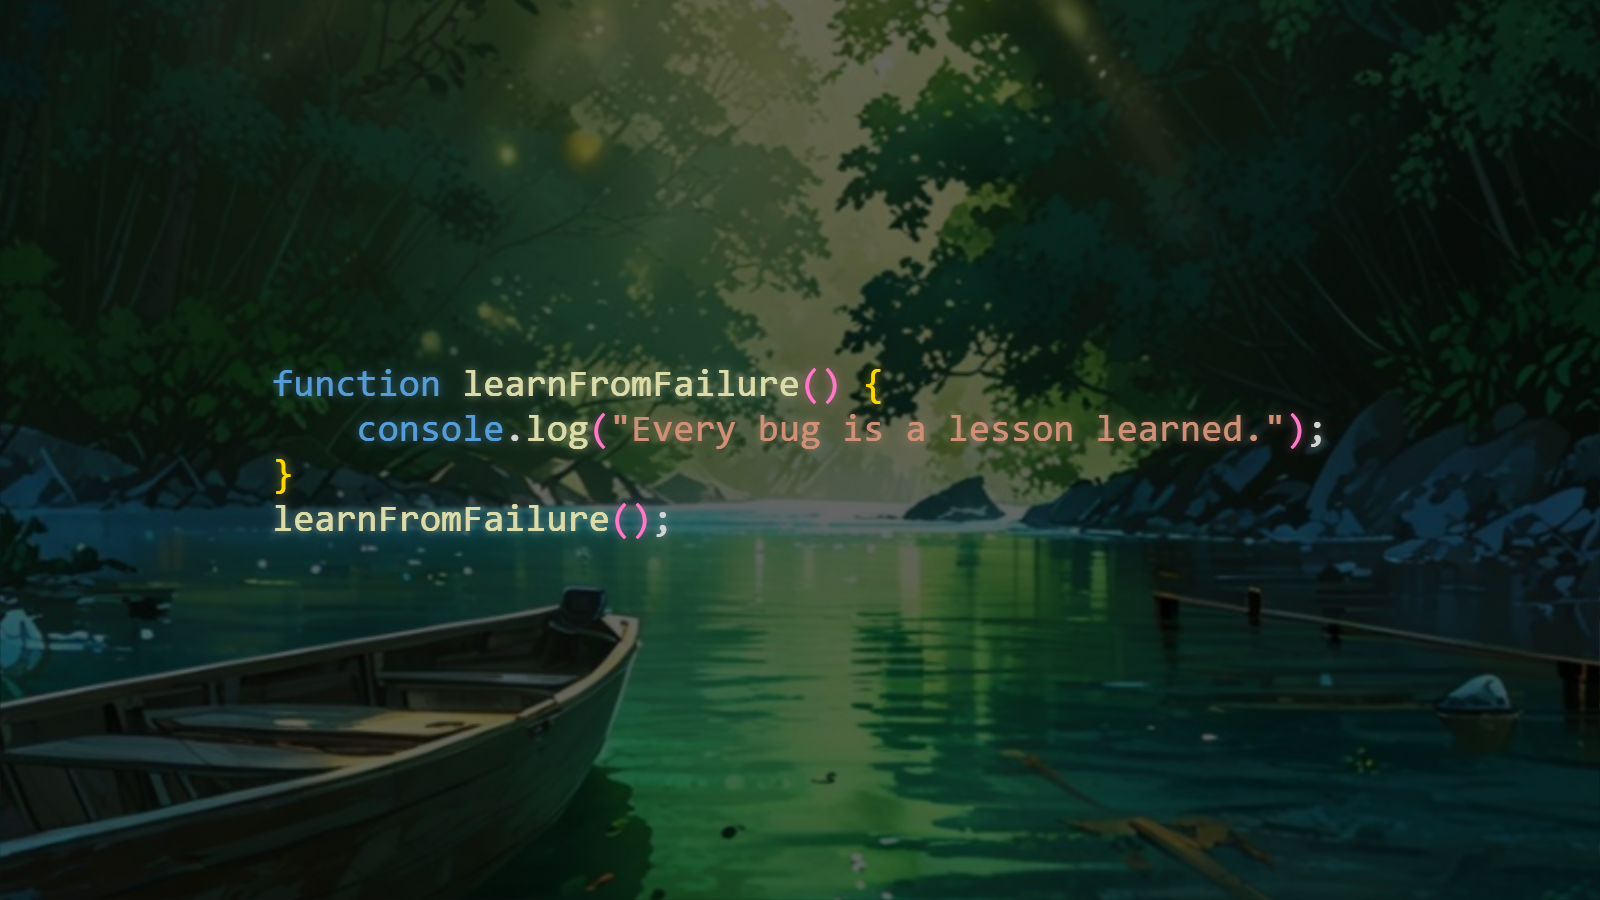 function learnFromFailure() {
    console.log("Every bug is a lesson learned.");
}
learnFromFailure();